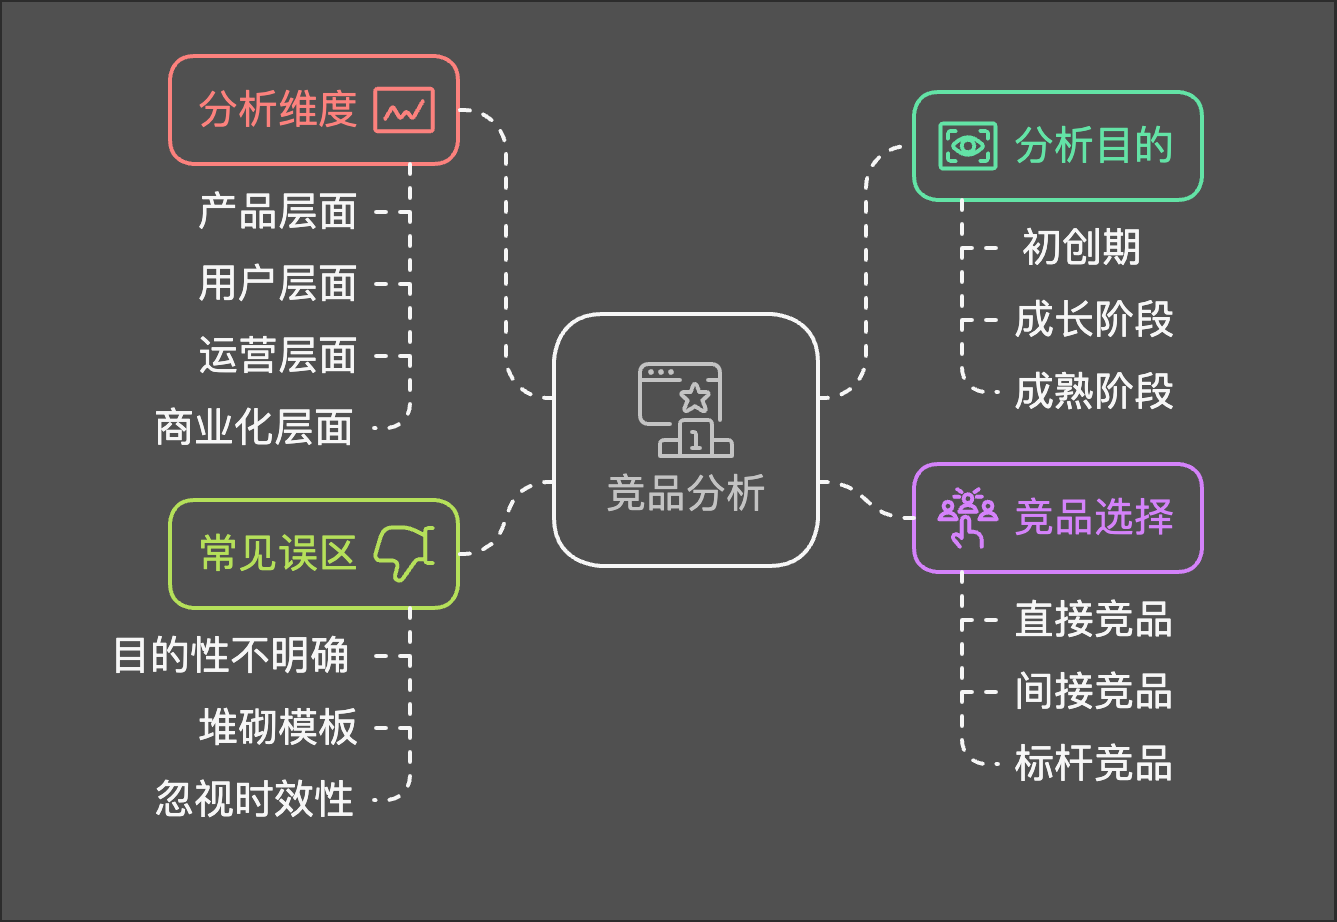 分析维度
产品层面
用户层面
运营层面
商业化层面
常见误区
目的性不明确
堆砌模板
忽视时效性
1
竞品分析
分析目的
初创期
成长阶段
成熟阶段
竞品选择
直接竞品
间接竞品
标杆竞品